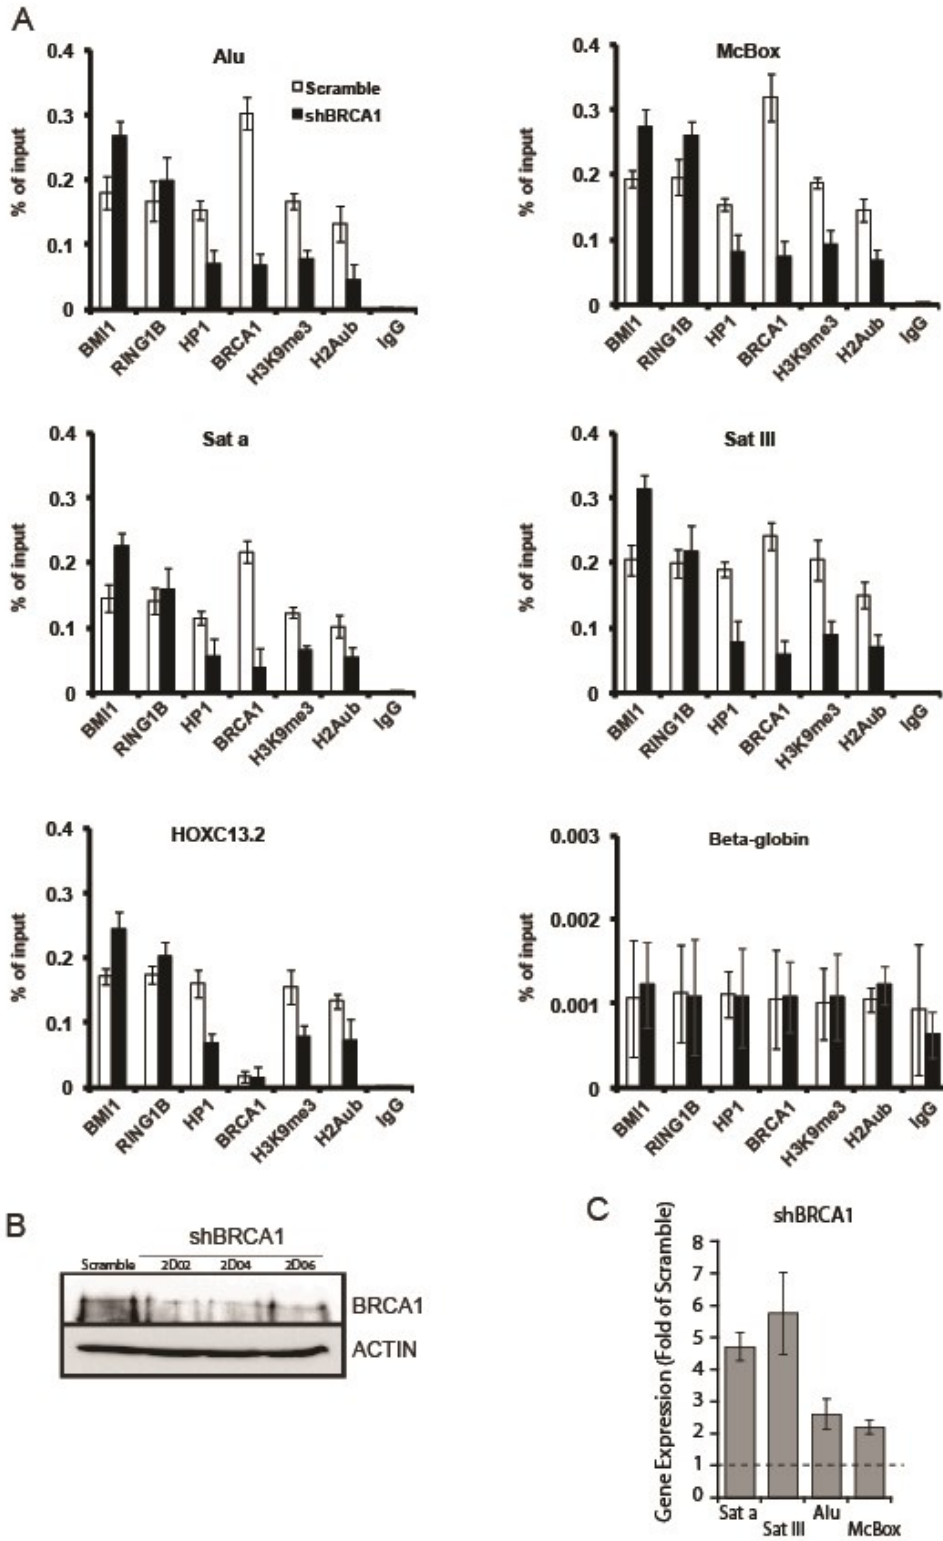 A
Alu
Scramble
shBRCA1
% of input
0.4
0.3
0.2
0.1
0
BMI1
RING1B
HP1
BRCA1
H3K9me3
H2Aub
IgG
McBox
% of input
0.4
0.3
0.2
0.1
0
BMI1
RING1B
HP1
BRCA1
H3K9me3
H2Aub
IgG
Sat a
% of input
0.4
0.3
0.2
0.1
0
BMI1
RING1B
HP1
BRCA1
H3K9me3
H2Aub
IgG
Sat III
% of input
0.4
0.3
0.2
0.1
0
BMI1
RING1B
HP1
BRCA1
H3K9me3
H2Aub
IgG
HOXC13.2
% of input
0.4
0.3
0.2
0.1
0
BMI1
RING1B
HP1
BRCA1
H3K9me3
H2Aub
IgG
Beta-globin
% of input
0.003
0.002
0.001
0
BMI1
RING1B
HP1
BRCA1
H3K9me3
H2Aub
IgG
B
shBRCA1
Scramble 2D02 2D04 2D06
BRCA1
ACTIN
C
shBRCA1
Gene Expression (Fold of Scramble)
8
7
6
5
4
3
2
1
0
Sat a
Sat III
Alu
McBox